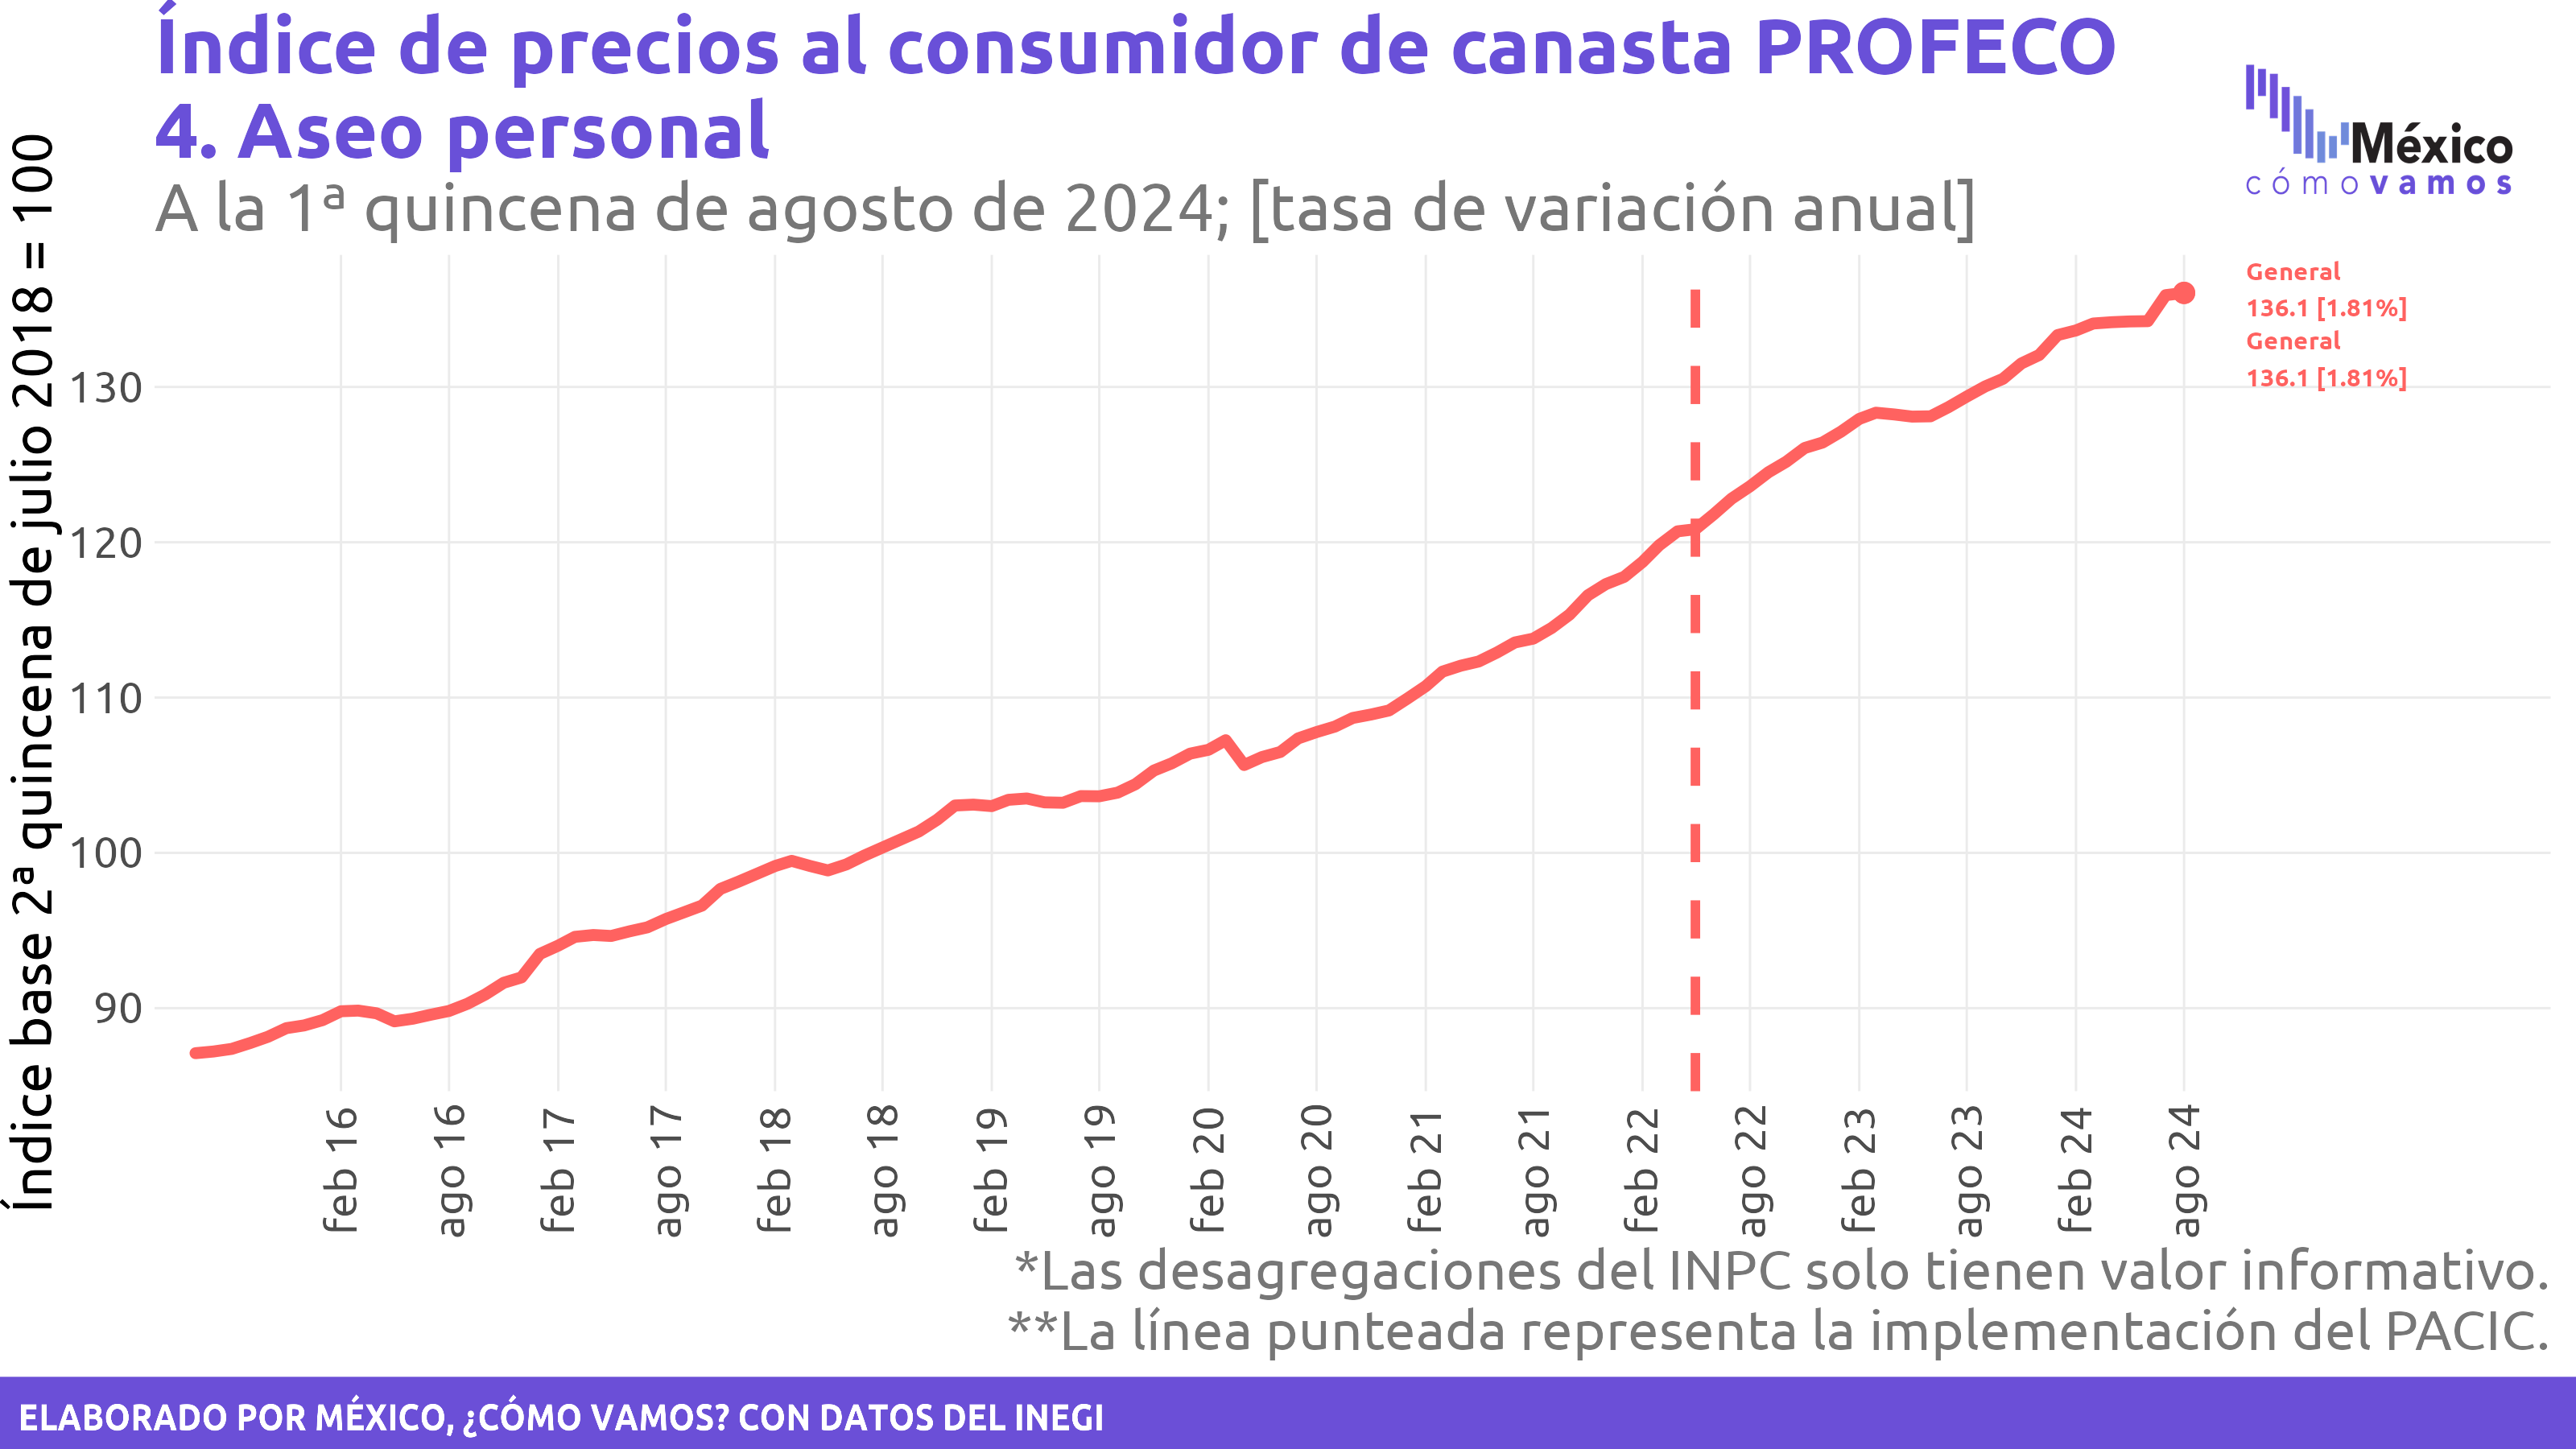 Índice de precios al consumidor de canasta PROFECO
4. Aseo personal
A la 1ª quincena de agosto de 2024; [tasa de variación anual]
México
cómo vamos
Índice base 2ª quincena de julio 2018 = 100
General
136.1 [1.81%]
General
136.1 [1.81%]
130
120
110
100
90
feb 16
ago 16
feb 17
ago 17
feb 18
ago 18
feb 19
ago 19
feb 20
ago 20
feb 21
ago 21
feb 22
ago 22
feb 23
ago 23
feb 24
ago 24
*Las desagregaciones del INPC solo tienen valor informativo.
**La línea punteada representa la implementación del PACIC.
ELABORADO POR MÉXICO, ¿CÓMO VAMOS? CON DATOS DEL INEGI